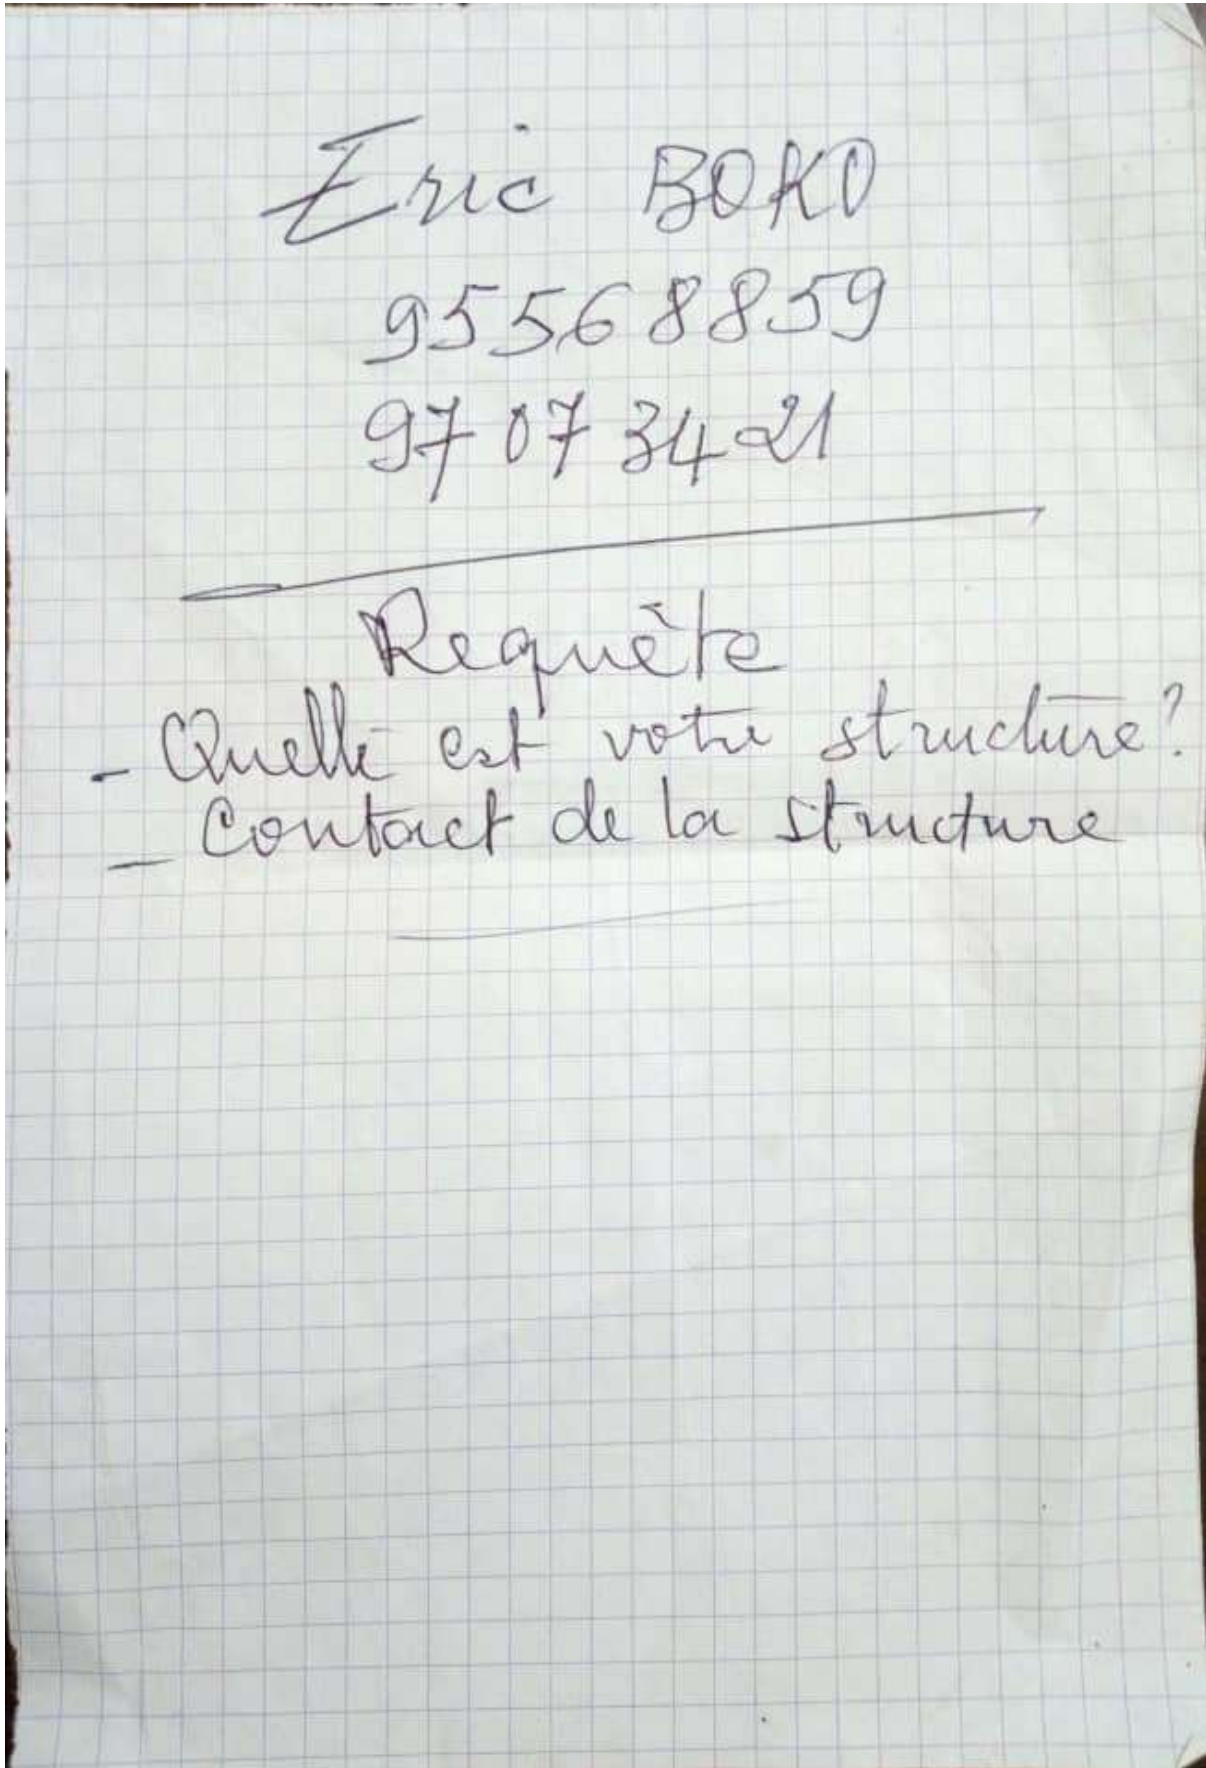 Eric BOKO
95568859
97 07 34 21
Requête
- Quelle est votre structure?
- Contact de la structure